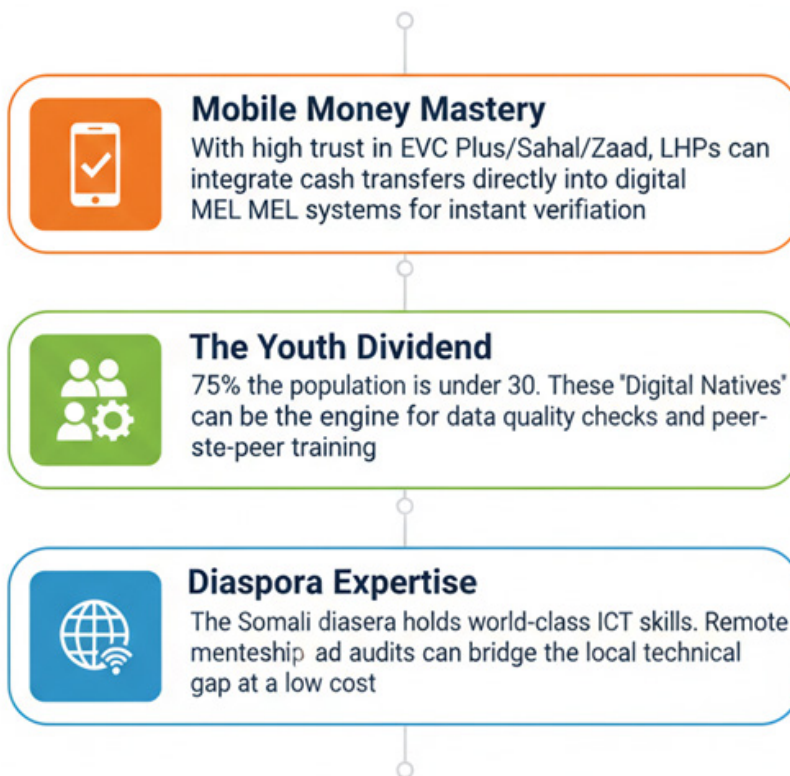 Mobile Money Mastery
With high trust in EVC Plus/Sahal/Zaad, LHPs can
integrate cash transfers directly into digital
MEL MEL systems for instant verifiation
The Youth Dividend
75% the population is under 30. These "Digital Natives"
can be the engine for data quality checks and peer-
ste-peer training
Diaspora Expertise
The Somali diasera holds world-class ICT skills. Remote
menteship ad audits can bridge the local technical
gap at a low cost